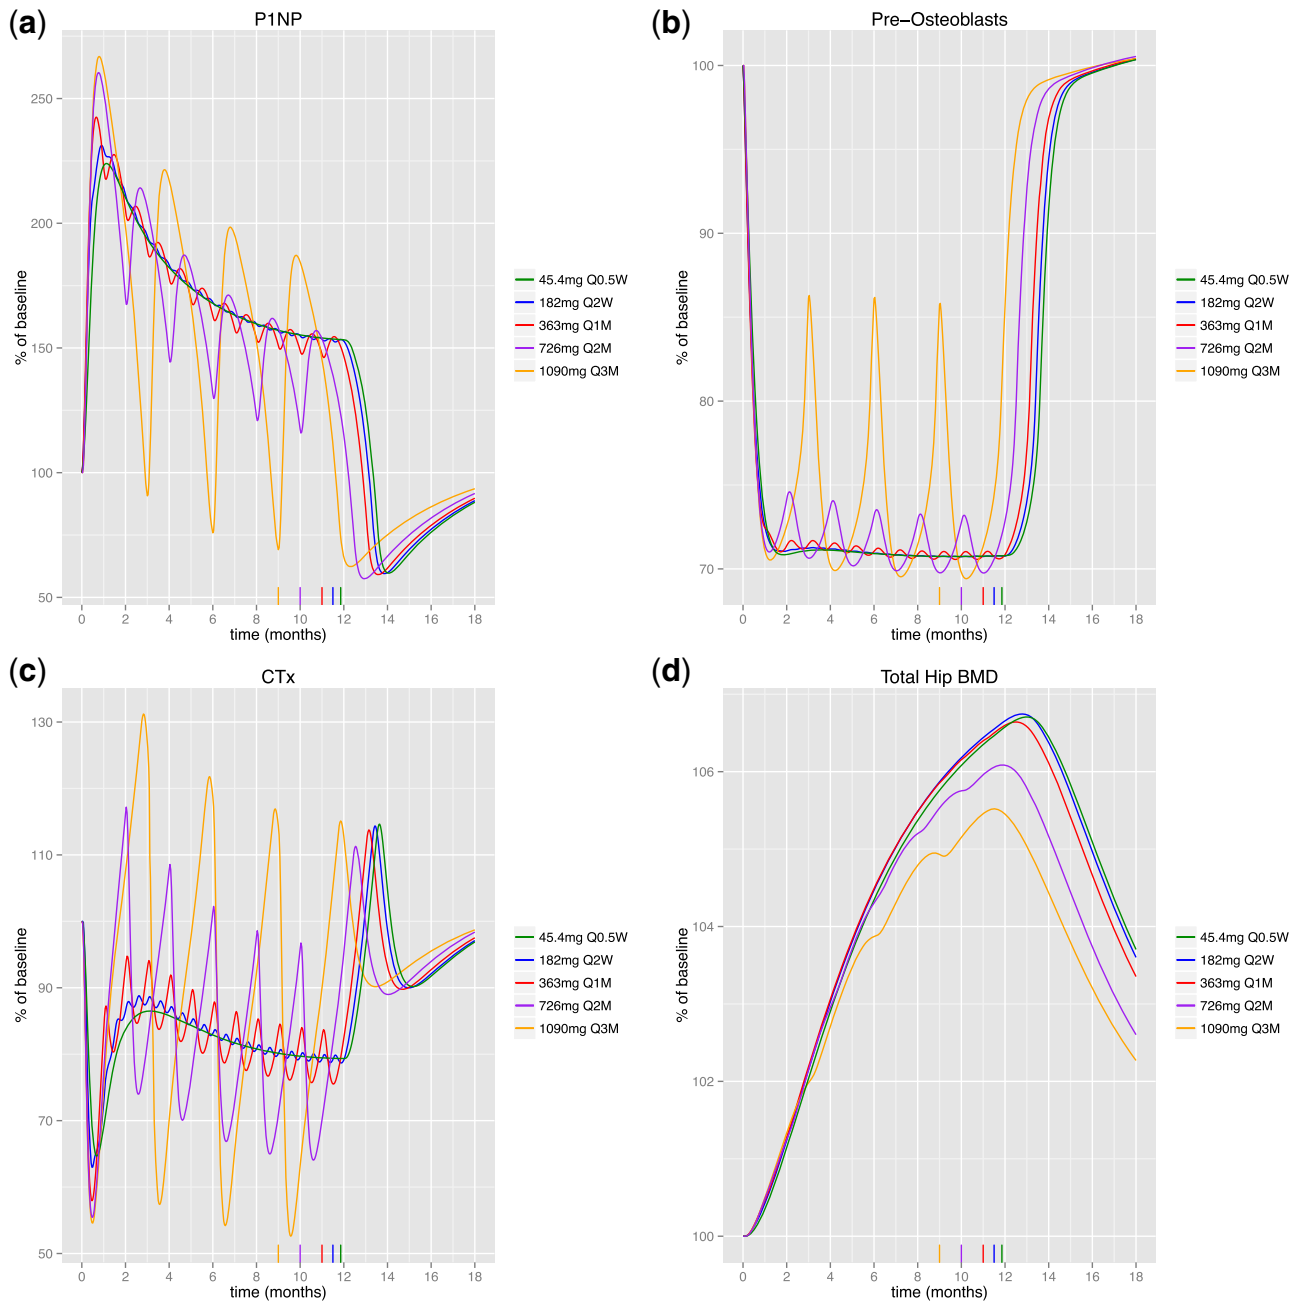 (a)
P1NP
% of baseline
250
200
150
100
50
0 2 4 6 8 10 12 14 16 18
time (months)
45.4mg Q0.5W
182mg Q2W
363mg Q1M
726mg Q2M
1090mg Q3M
(b)
Pre−Osteoblasts
% of baseline
100
90
80
70
0 2 4 6 8 10 12 14 16 18
time (months)
45.4mg Q0.5W
182mg Q2W
363mg Q1M
726mg Q2M
1090mg Q3M
(c)
CTx
% of baseline
130
110
90
70
50
0 2 4 6 8 10 12 14 16 18
time (months)
45.4mg Q0.5W
182mg Q2W
363mg Q1M
726mg Q2M
1090mg Q3M
(d)
Total Hip BMD
% of baseline
106
104
102
100
0 2 4 6 8 10 12 14 16 18
time (months)
45.4mg Q0.5W
182mg Q2W
363mg Q1M
726mg Q2M
1090mg Q3M